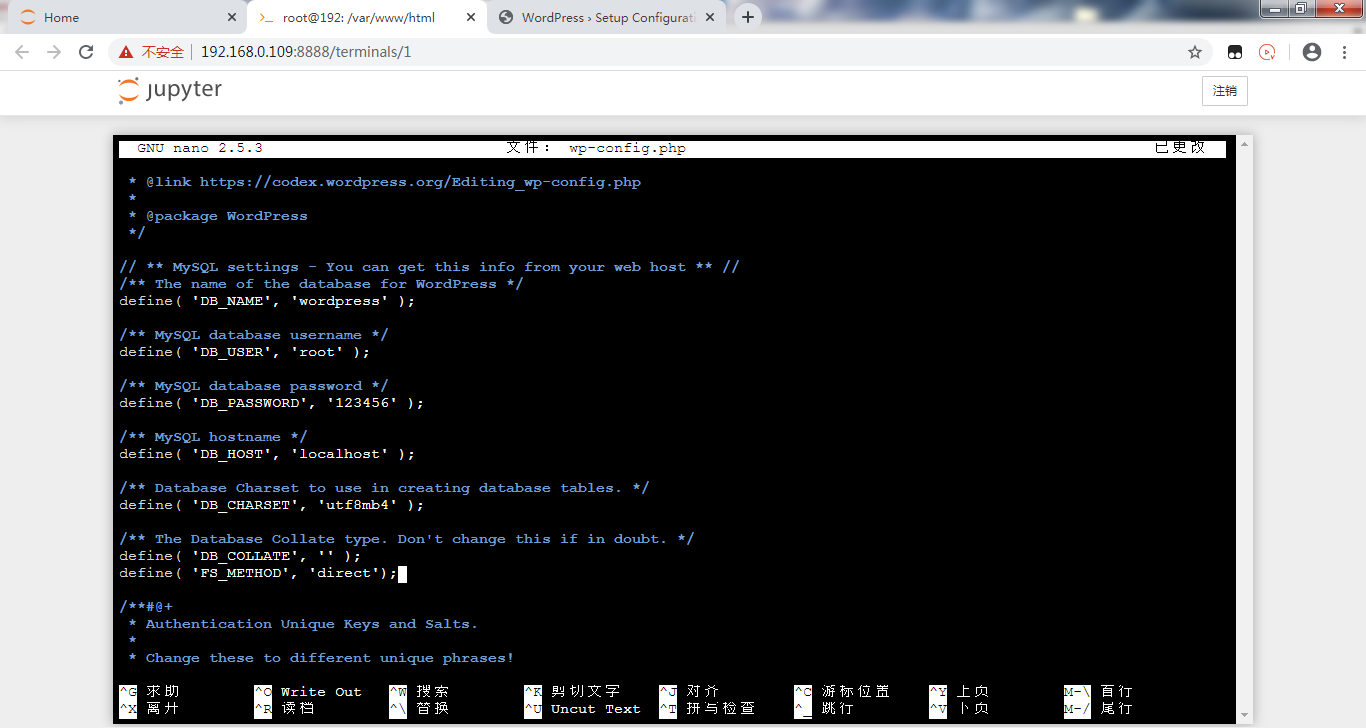 Home
root@192: /var/www/html
WordPress › Setup Configurati
不安全
192.168.0.109:8888/terminals/1
jupyter
注销
GNU nano 2.5.3 文件: wp-config.php 已更改
* @link https://codex.wordpress.org/Editing_wp-config.php
*
* @package WordPress
*/
// ** MySQL settings - You can get this info from your web host ** //
/** The name of the database for WordPress */
define( 'DB_NAME', 'wordpress' );
/** MySQL database username */
define( 'DB_USER', 'root' );
/** MySQL database password */
define( 'DB_PASSWORD', '123456' );
/** MySQL hostname */
define( 'DB_HOST', 'localhost' );
/** Database Charset to use in creating database tables. */
define( 'DB_CHARSET', 'utf8mb4' );
/** The Database Collate type. Don't change this if in doubt. */
define( 'DB_COLLATE', '' );
define( 'FS_METHOD', 'direct');
/**#@+
* Authentication Unique Keys and Salts.
*
* Change these to different unique phrases!
^G 求助 ^O Write Out ^W 搜索 ^K 剪切文字 ^J 对齐 ^C 游标位置 ^Y 上页 M-\ 首行
^X 离开 ^R 读档 ^\ 替换 ^U Uncut Text ^T 拼写检查 ^_ 跳行 ^V 下页 M-/ 尾行